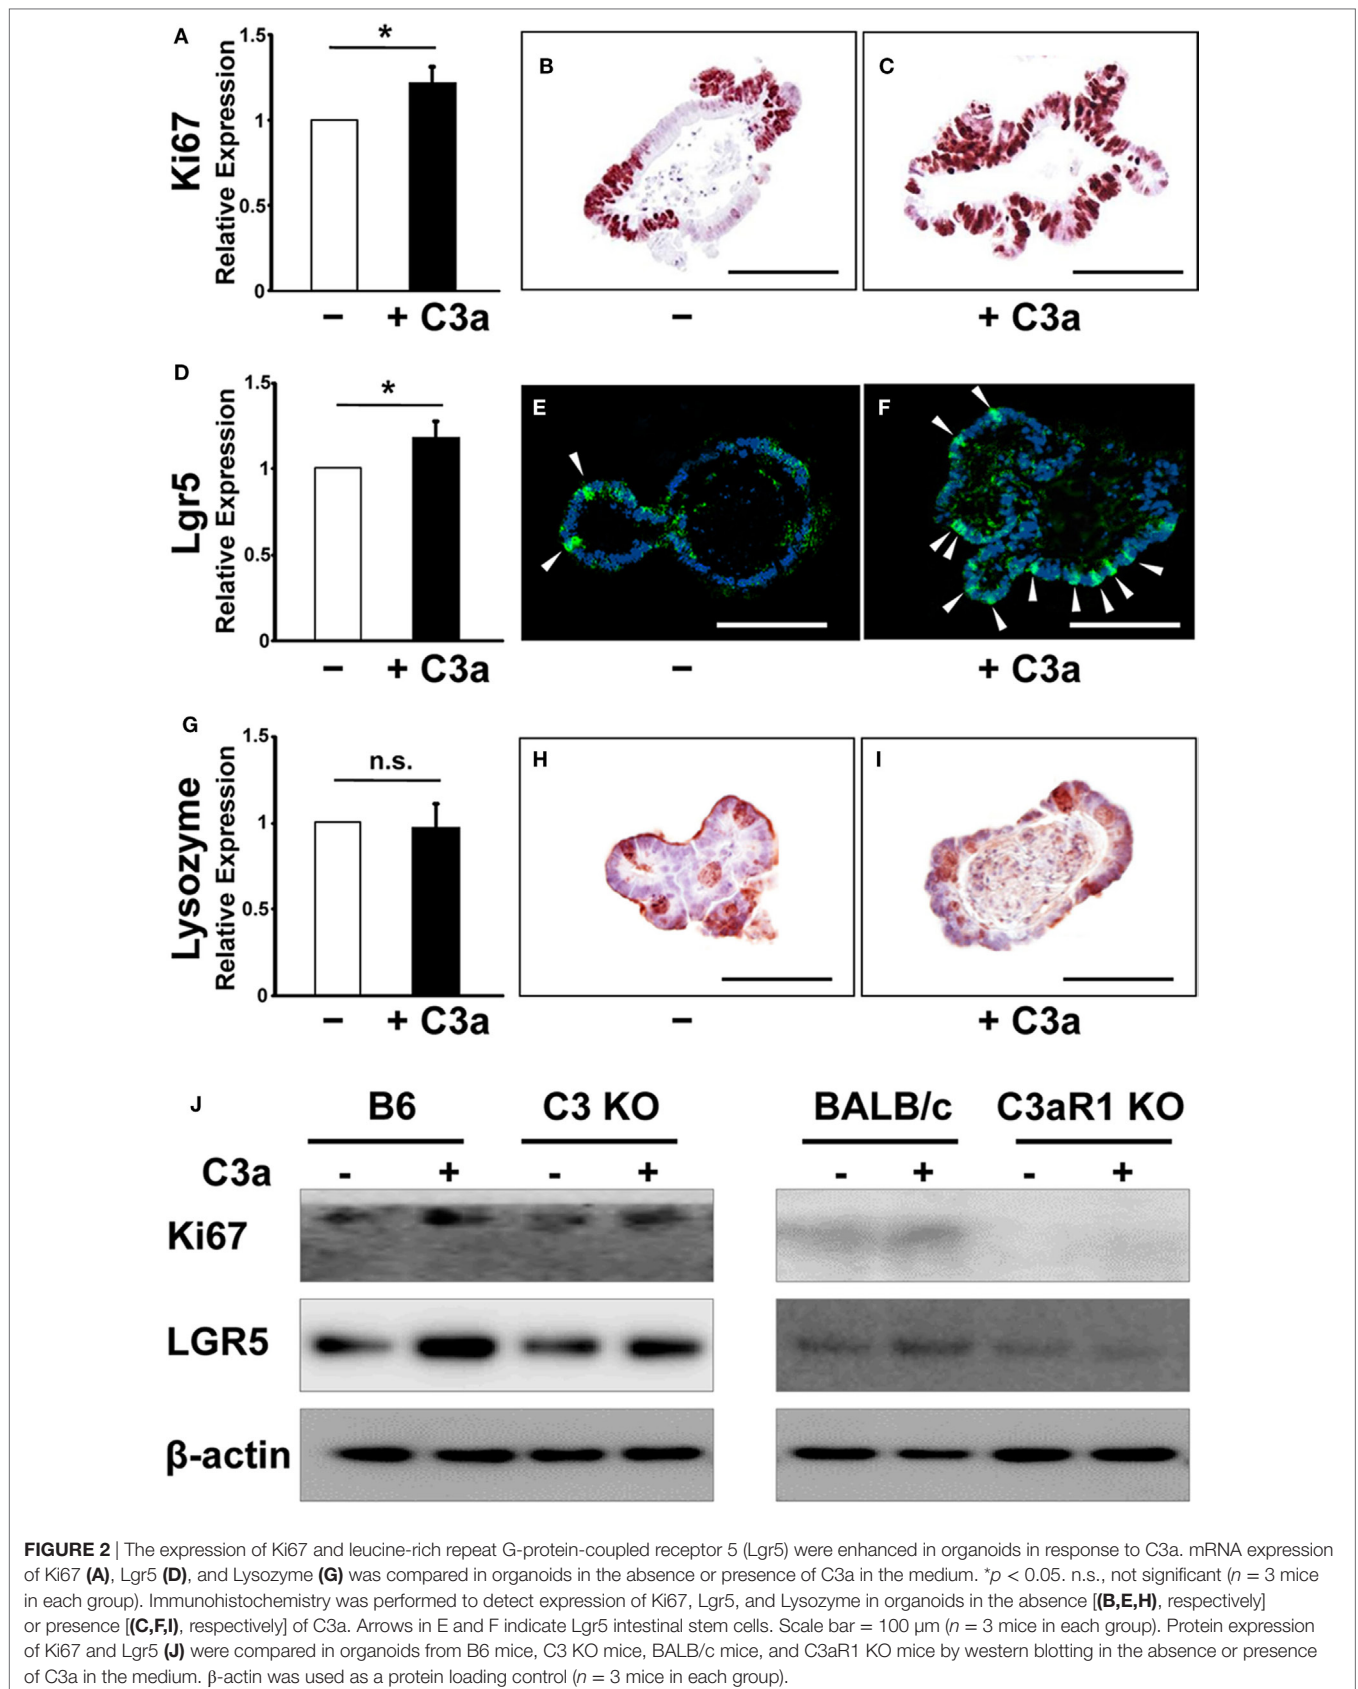 A
1.5
*
1
0.5
0
Ki67
Relative Expression
– + C3a
B
–
C
+ C3a
D
1.5
*
1
0.5
0
Lgr5
Relative Expression
– + C3a
E
–
F
+ C3a
G
1.5
n.s.
1
0.5
0
Lysozyme
Relative Expression
– + C3a
H
–
I
+ C3a
J
B6 C3 KO BALB/c C3aR1 KO
C3a - + - + - + - +
Ki67
LGR5
β-actin
FIGURE 2 | The expression of Ki67 and leucine-rich repeat G-protein-coupled receptor 5 (Lgr5) were enhanced in organoids in response to C3a. mRNA expression
of Ki67 (A), Lgr5 (D), and Lysozyme (G) was compared in organoids in the absence or presence of C3a in the medium. *p < 0.05. n.s., not significant (n = 3 mice
in each group). Immunohistochemistry was performed to detect expression of Ki67, Lgr5, and Lysozyme in organoids in the absence [(B,E,H), respectively]
or presence [(C,F,I), respectively] of C3a. Arrows in E and F indicate Lgr5 intestinal stem cells. Scale bar = 100 μm (n = 3 mice in each group). Protein expression
of Ki67 and Lgr5 (J) were compared in organoids from B6 mice, C3 KO mice, BALB/c mice, and C3aR1 KO mice by western blotting in the absence or presence
of C3a in the medium. β-actin was used as a protein loading control (n = 3 mice in each group).